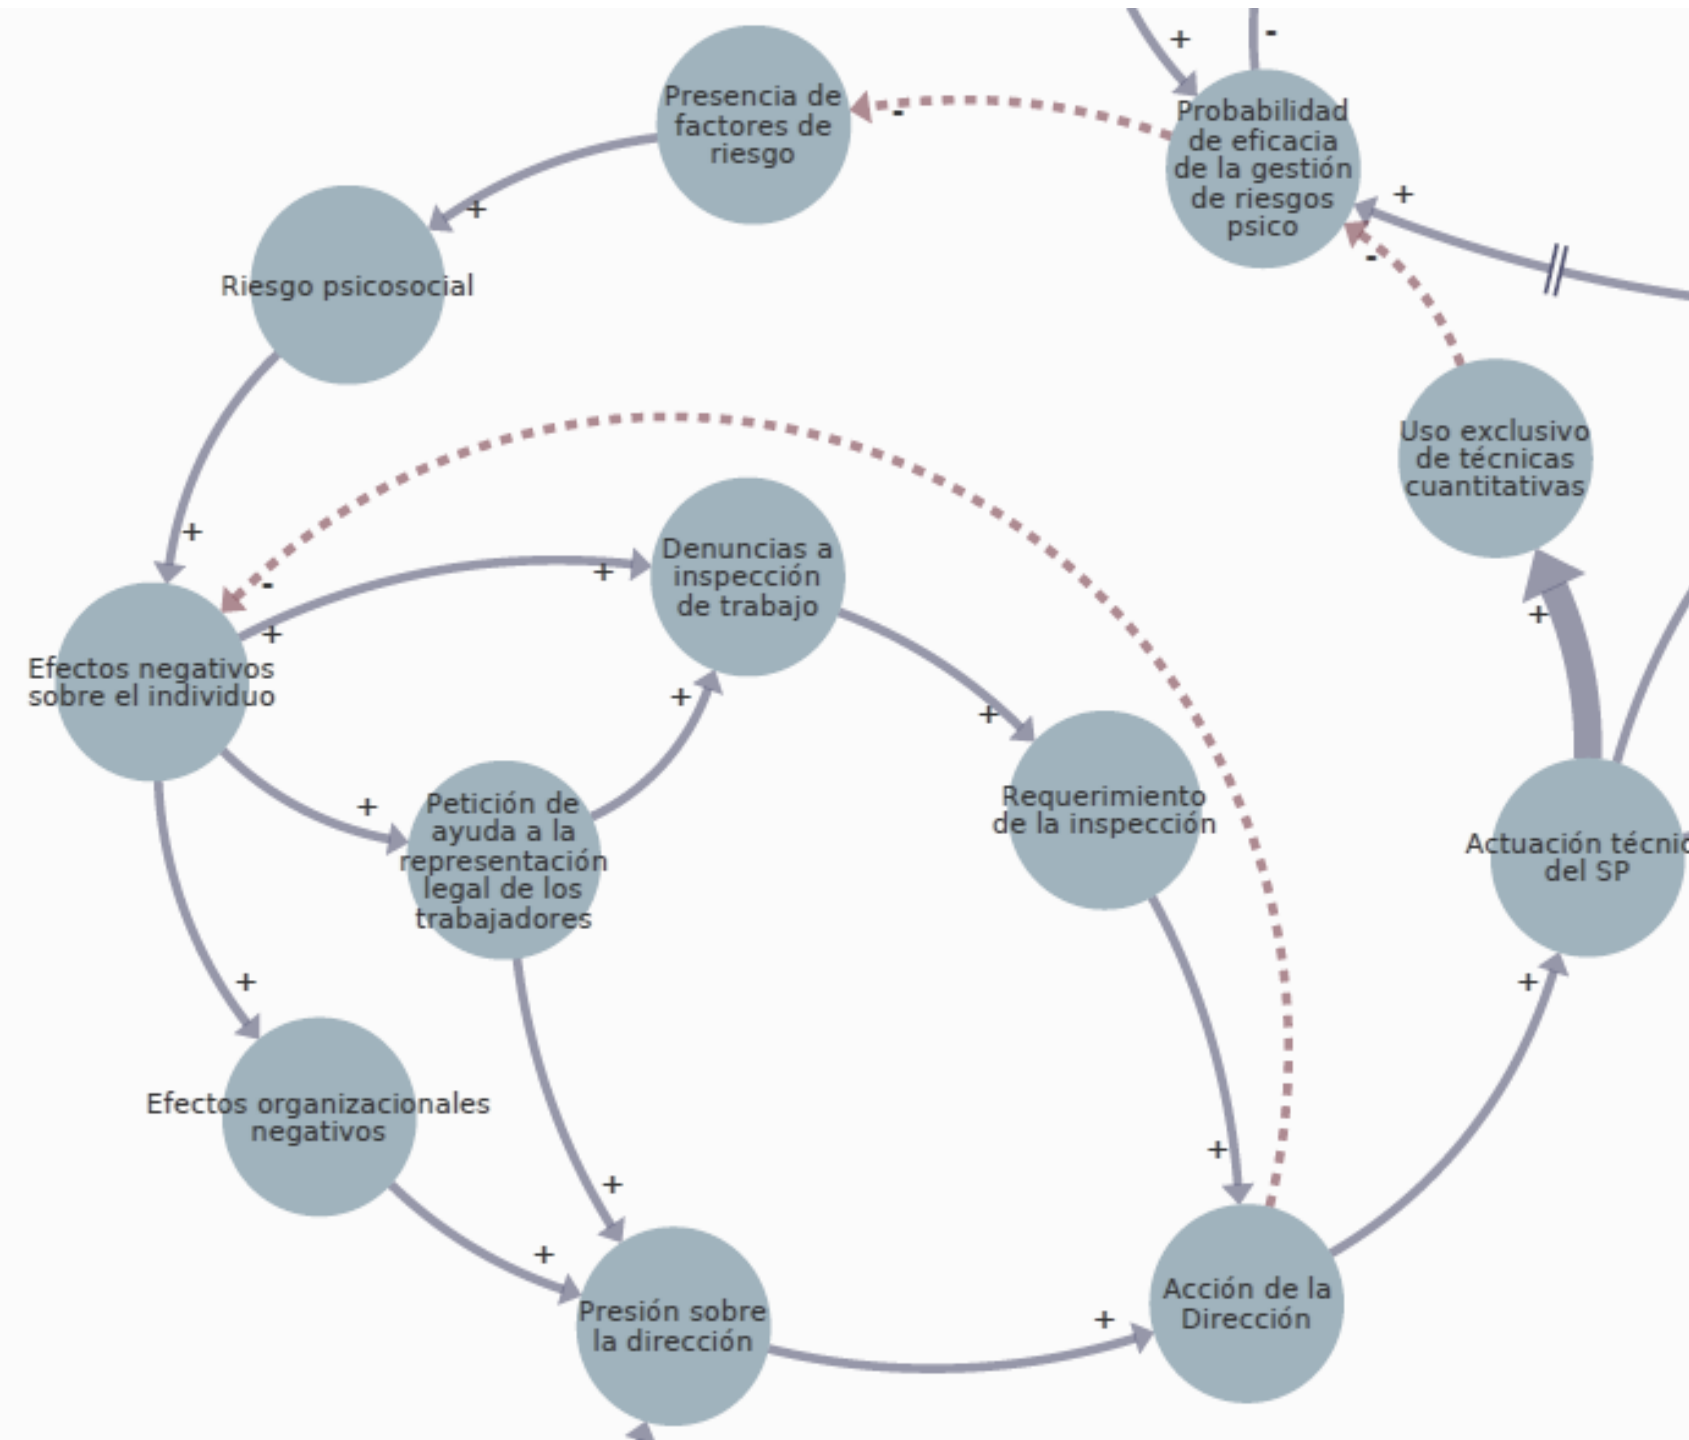 +
-
Presencia de
factores de
riesgo
-
Probabilidad
de eficacia
de la gestión
de riesgos
psico
+
-
+
Riesgo psicosocial
Uso exclusivo
de técnicas
cuantitativas
+
-
+
+
+
Denuncias a
inspección
de trabajo
+
Efectos negativos
sobre el individuo
+
+
Requerimiento
de la inspección
+
Petición de
ayuda a la
representación
legal de los
trabajadores
Actuación técnic
del SP
+
+
Efectos organizacionales
negativos
+
+
+
Presión sobre
la dirección
+
Acción de la
Dirección